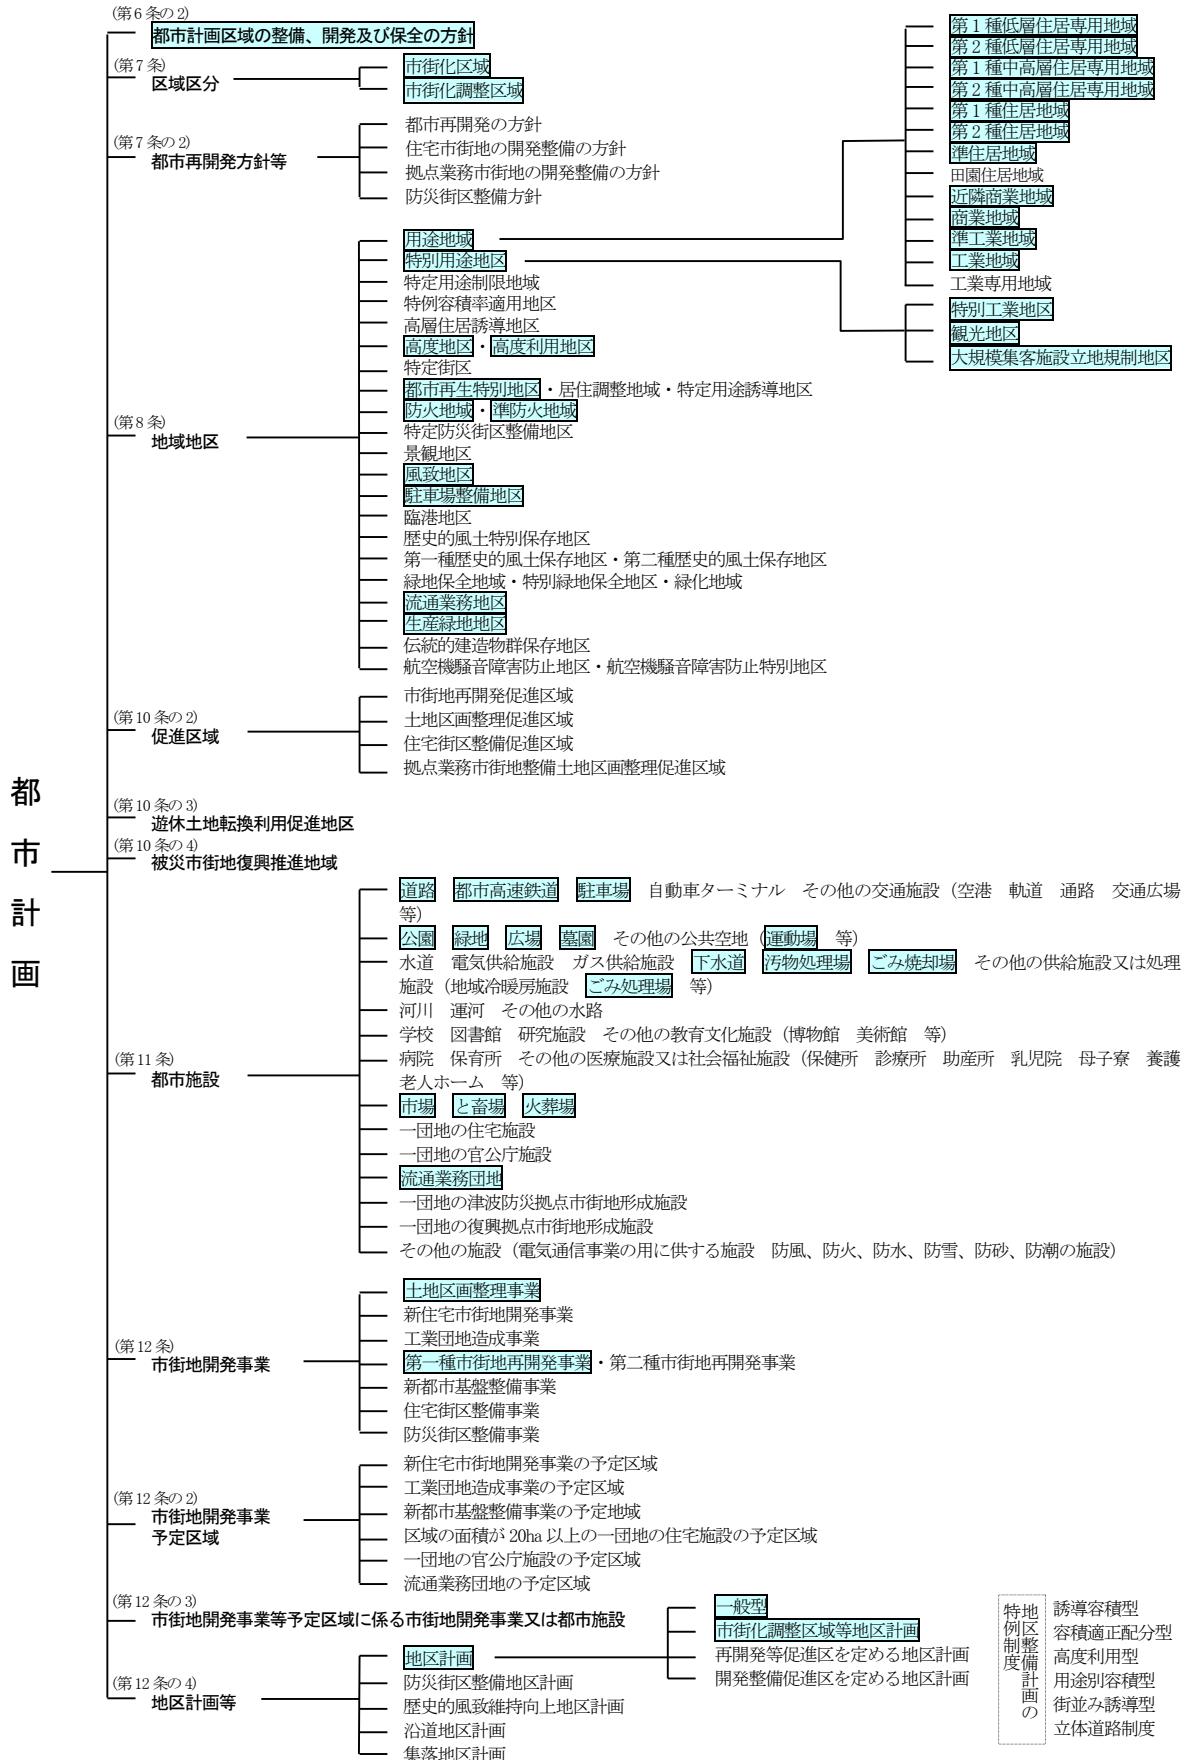 都市計画
(第6条の2)
都市計画区域の整備、開発及び保全の方針
(第7条)
区域区分
市街化区域
市街化調整区域
(第7条の2)
都市再開発方針等
都市再開発の方針
住宅市街地の開発整備の方針
拠点業務市街地の開発整備の方針
防災街区整備方針
(第8条)
地域地区
用途地域
特別用途地区
特定用途制限地域
特例容積率適用地区
高層住居誘導地区
高度地区・高度利用地区
特定街区
都市再生特別地区・居住調整地域・特定用途誘導地区
防火地域・準防火地域
特定防災街区整備地区
景観地区
風致地区
駐車場整備地区
臨港地区
歴史的風土特別保存地区
第一種歴史的風土保存地区・第二種歴史的風土保存地区
緑地保全地域・特別緑地保全地区・緑化地域
流通業務地区
生産緑地地区
伝統的建造物群保存地区
航空機騒音障害防止地区・航空機騒音障害防止特別地区
第1種低層住居専用地域
第2種低層住居専用地域
第1種中高層住居専用地域
第2種中高層住居専用地域
第1種住居地域
第2種住居地域
準住居地域
田園住居地域
近隣商業地域
商業地域
準工業地域
工業地域
工業専用地域
特別工業地区
観光地区
大規模集客施設立地規制地区
(第10条の2)
促進区域
市街地再開発促進区域
土地区画整理促進区域
住宅街区整備促進区域
拠点業務市街地整備土地区画整理促進区域
(第10条の3)
遊休土地転換利用促進地区
(第10条の4)
被災市街地復興推進地域
(第11条)
都市施設
道路 都市高速鉄道 駐車場 自動車ターミナル その他の交通施設（空港 軌道 通路 交通広場
等）
公園 緑地 広場 墓園 その他の公共空地（運動場 等）
水道 電気供給施設 ガス供給施設 下水道 汚物処理場 ごみ焼却場 その他の供給施設又は処理
施設（地域冷暖房施設 ごみ処理場 等）
河川 運河 その他の水路
学校 図書館 研究施設 その他の教育文化施設（博物館 美術館 等）
病院 保育所 その他の医療施設又は社会福祉施設（保健所 診療所 助産所 乳児院 母子寮 養護
老人ホーム 等）
市場 と畜場 火葬場
一団地の住宅施設
一団地の官公庁施設
流通業務団地
一団地の津波防災拠点市街地形成施設
一団地の復興拠点市街地形成施設
その他の施設（電気通信事業の用に供する施設 防風、防火、防水、防雪、防砂、防潮の施設）
(第12条)
市街地開発事業
土地区画整理事業
新住宅市街地開発事業
工業団地造成事業
第一種市街地再開発事業・第二種市街地再開発事業
新都市基盤整備事業
住宅街区整備事業
防災街区整備事業
(第12条の2)
市街地開発事業
予定区域
新住宅市街地開発事業の予定区域
工業団地造成事業の予定区域
新都市基盤整備事業の予定地域
区域の面積が20ha以上の一団地の住宅施設の予定区域
一団地の官公庁施設の予定区域
流通業務団地の予定区域
(第12条の3)
市街地開発事業等予定区域に係る市街地開発事業又は都市施設
(第12条の4)
地区計画等
地区計画
防災街区整備地区計画
歴史的風致維持向上地区計画
沿道地区計画
集落地区計画
一般型
市街化調整区域等地区計画
再開発等促進区を定める地区計画
開発整備促進区を定める地区計画
地区整備計画の
特例制度
誘導容積型
容積適正配分型
高度利用型
用途別容積型
街並み誘導型
立体道路制度